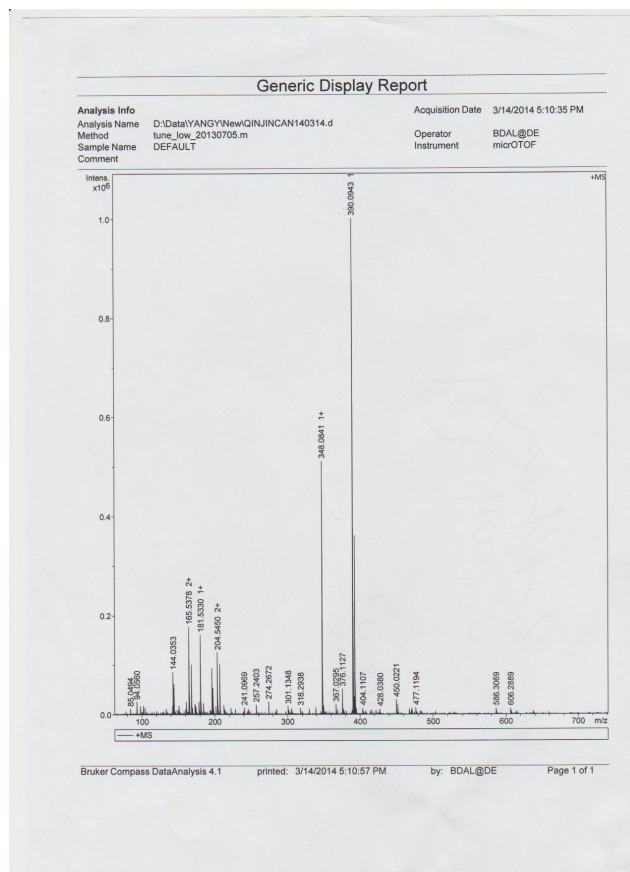 Generic Display Report
Analysis Info
Acquisition Date 3/14/2014 5:10:35 PM
Analysis Name D:\Data\YANGY\New\QINJINCAN140314.d
Method tune_low_20130705.m Operator BDAL@DE
Sample Name DEFAULT Instrument micrOTOF
Comment
Intens.
x10⁶
+MS
390.0943 1
1.0
0.8
0.6
348.0841 1+
0.4
0.2
165.5378 2+
181.5330 1+
204.5450 2+
144.0353
85.0494
94.0560
241.0969
257.2403
274.2672
301.1348
318.2938
367.0295
376.1127
404.1107
428.0380
450.0221
477.1194
586.3069
606.2889
0.0
100 200 300 400 500 600 700 m/z
+MS
Bruker Compass DataAnalysis 4.1 printed: 3/14/2014 5:10:57 PM by: BDAL@DE Page 1 of 1